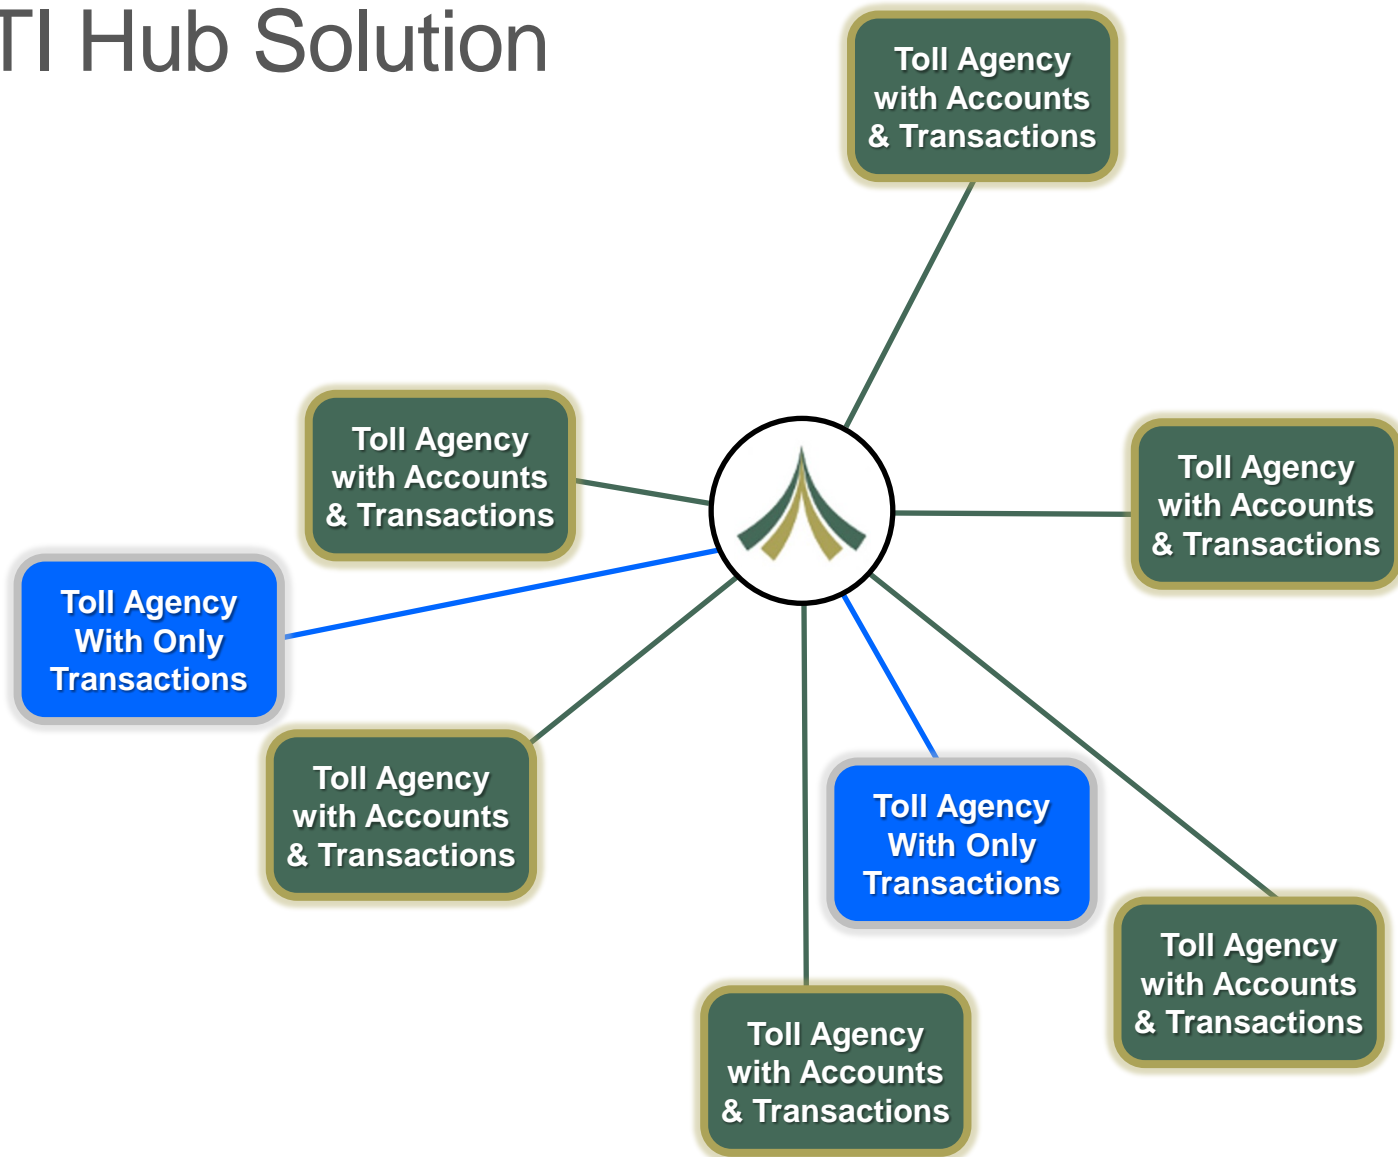 TI Hub Solution
Toll Agency
with Accounts
& Transactions
Toll Agency
with Accounts
& Transactions
Toll Agency
with Accounts
& Transactions
Toll Agency
With Only
Transactions
Toll Agency
with Accounts
& Transactions
Toll Agency
With Only
Transactions
Toll Agency
with Accounts
& Transactions
Toll Agency
with Accounts
& Transactions